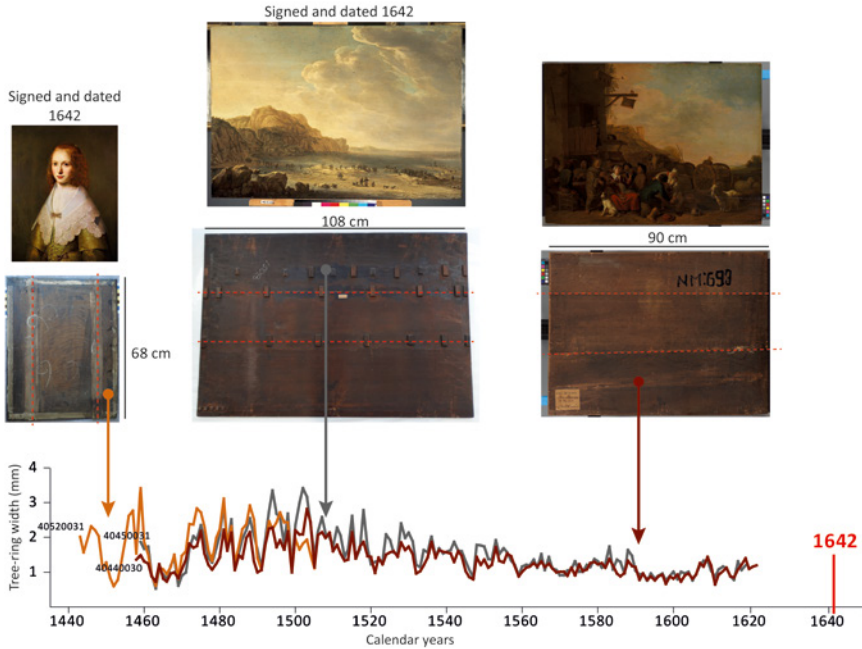 Signed and dated 1642
Signed and dated
1642
108 cm
90 cm
NM:693
68 cm
Tree-ring width (mm)
4
3
2
1
40520031
40450031
40440030
1642
1440
1460
1480
1500
1520
1540
1560
1580
1600
1620
1640
Calendar years